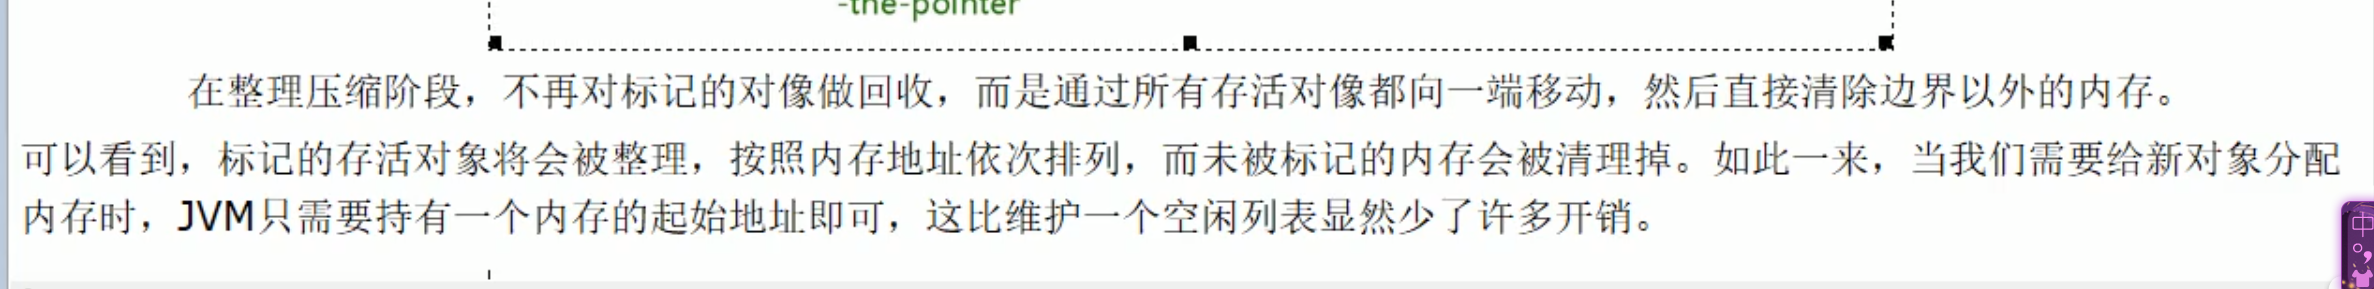 -the-pointer
在整理压缩阶段，不再对标记的对像做回收，而是通过所有存活对像都向一端移动，然后直接清除边界以外的内存。
可以看到，标记的存活对象将会被整理，按照内存地址依次排列，而未被标记的内存会被清理掉。如此一来，当我们需要给新对象分配
内存时，JVM只需要持有一个内存的起始地址即可，这比维护一个空闲列表显然少了许多开销。
中